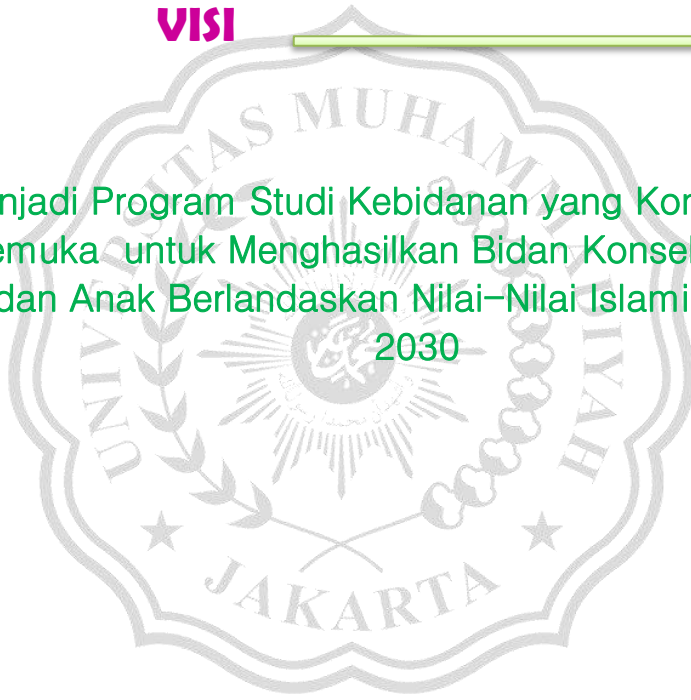 VISI
njadi Program Studi Kebidanan yang Kor
emuka  untuk Menghasilkan Bidan Konsel
dan Anak Berlandaskan Nilai-Nilai Islami
2030
UNIVERSITAS MUHAMMADIYAH
JAKARTA